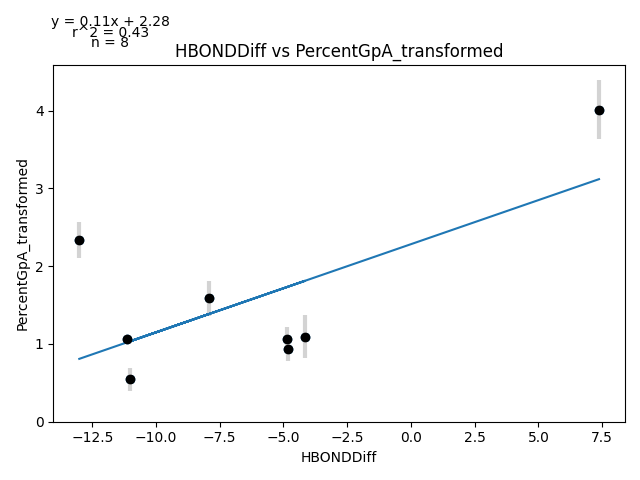 y = 0.11x + 2.28
r^2 = 0.43
n = 8
HBONDDiff vs PercentGpA_transformed
PercentGpA_transformed
4
3
2
1
0
−12.5 −10.0 −7.5 −5.0 −2.5 0.0 2.5 5.0 7.5
HBONDDiff